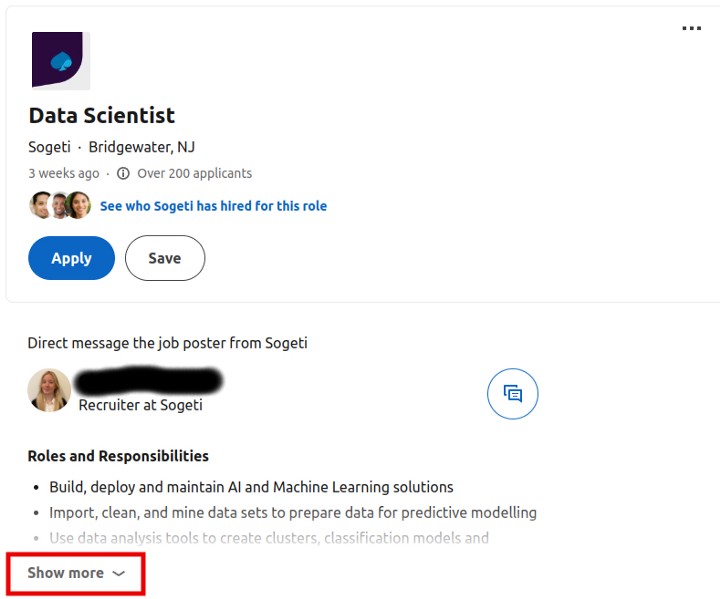 Data Scientist
Sogeti · Bridgewater, NJ
3 weeks ago · Over 200 applicants
See who Sogeti has hired for this role
Apply Save
Direct message the job poster from Sogeti
Recruiter at Sogeti
Roles and Responsibilities
• Build, deploy and maintain AI and Machine Learning solutions
• Import, clean, and mine data sets to prepare data for predictive modelling
• Use data analysis tools to create clusters, classification models and
Show more